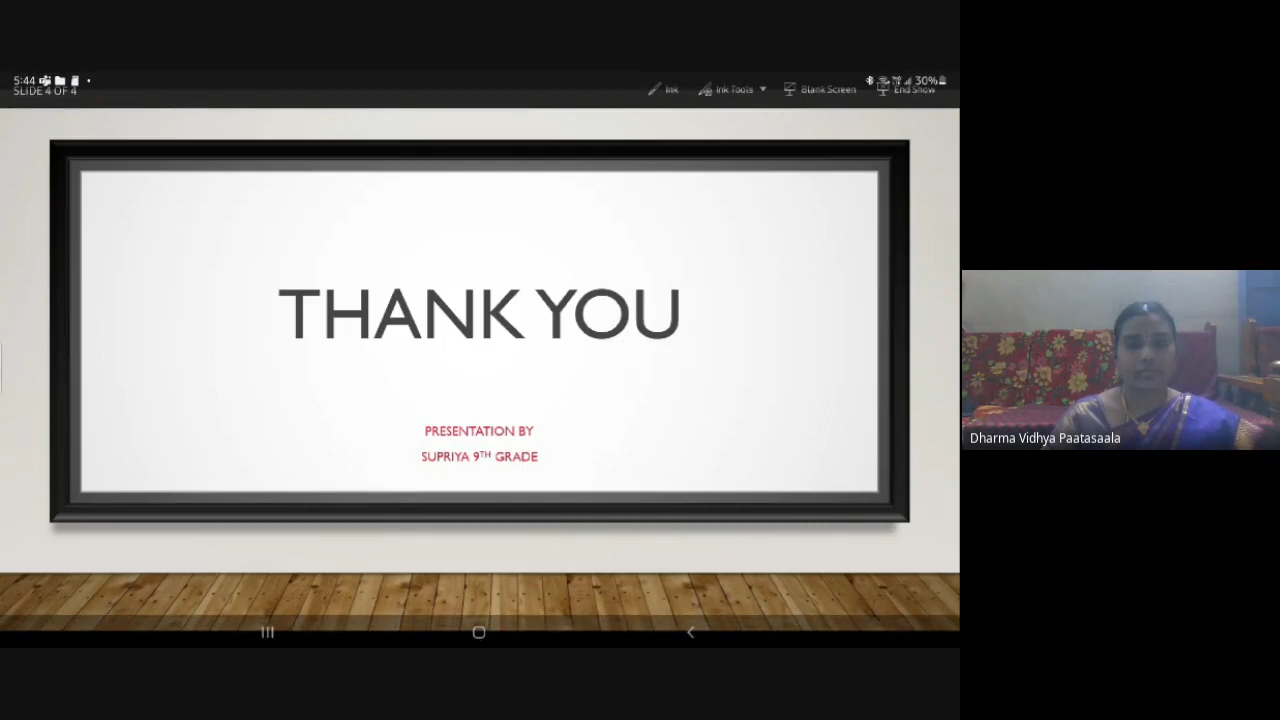 5:44
30%
SLIDE 4 OF 4
Ink
Ink Tools
Blank Screen
End Show
THANK YOU
PRESENTATION BY
SUPRIYA 9TH GRADE
Dharma Vidhya Paatasaala